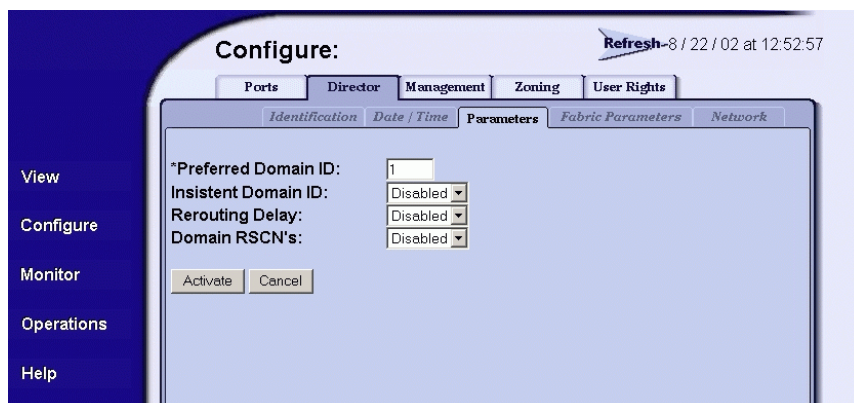 Configure:
Refresh-8 / 22 / 02 at 12:52:57
Ports Director Management Zoning User Rights
Identification Date / Time Parameters Fabric Parameters Network
View
Configure
Monitor
Operations
Help
*Preferred Domain ID: 1
Insistent Domain ID: Disabled
Rerouting Delay: Disabled
Domain RSCN's: Disabled
Activate Cancel